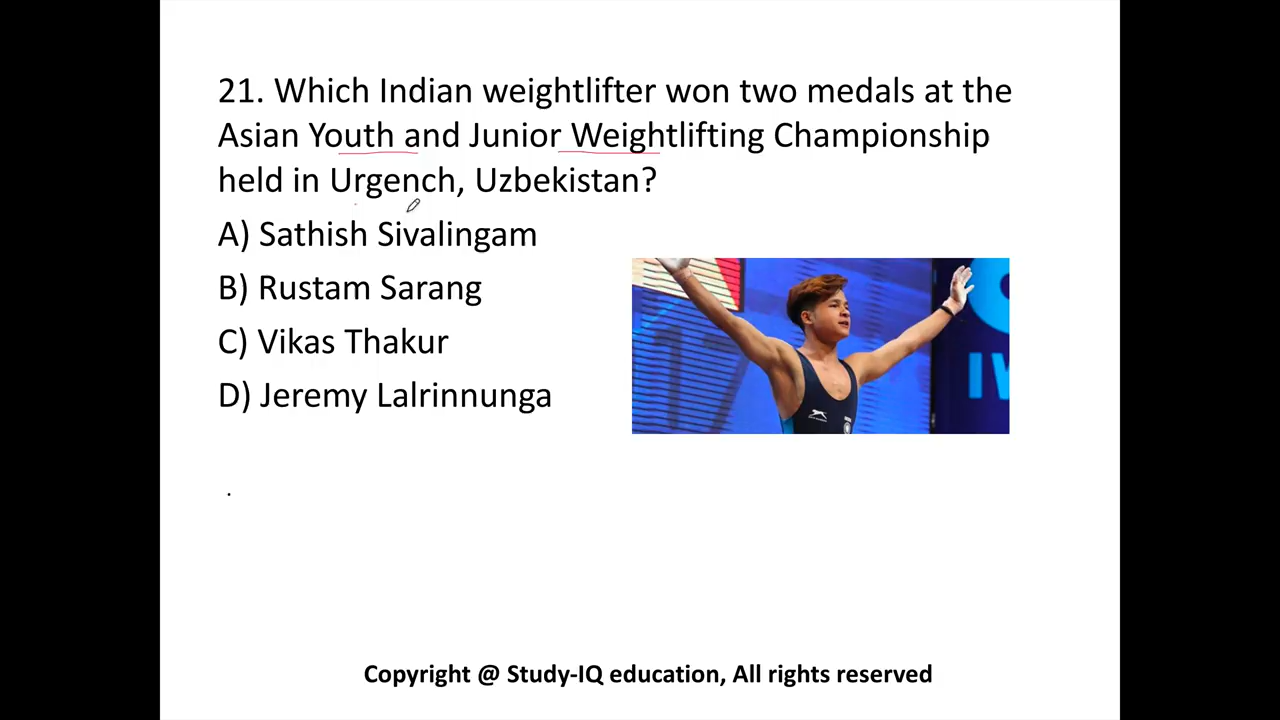 21. Which Indian weightlifter won two medals at the
Asian Youth and Junior Weightlifting Championship
held in Urgench, Uzbekistan?
A) Sathish Sivalingam
B) Rustam Sarang
C) Vikas Thakur
D) Jeremy Lalrinnunga
IW
Copyright @ Study-IQ education, All rights reserved